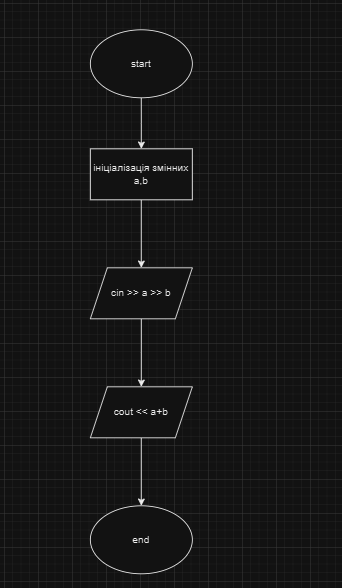 start
ініціалізація змінних
a,b
cin >> a >> b
cout << a+b
end